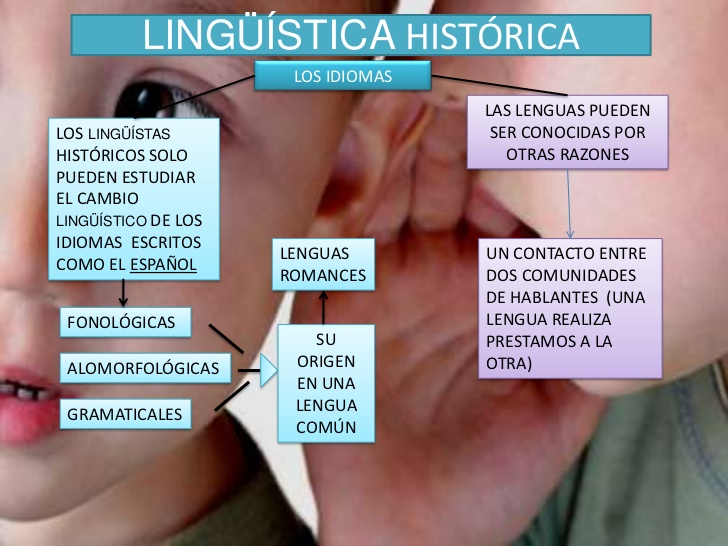 LINGÜÍSTICA HISTÓRICA
LOS IDIOMAS
LOS LINGÜÍSTAS
HISTÓRICOS SOLO
PUEDEN ESTUDIAR
EL CAMBIO
LINGÜÍSTICO DE LOS
IDIOMAS ESCRITOS
COMO EL ESPAÑOL
LAS LENGUAS PUEDEN
SER CONOCIDAS POR
OTRAS RAZONES
LENGUAS
ROMANCES
UN CONTACTO ENTRE
DOS COMUNIDADES
DE HABLANTES (UNA
LENGUA REALIZA
PRESTAMOS A LA
OTRA)
FONOLÓGICAS
ALOMORFOLÓGICAS
GRAMATICALES
SU
ORIGEN
EN UNA
LENGUA
COMÚN